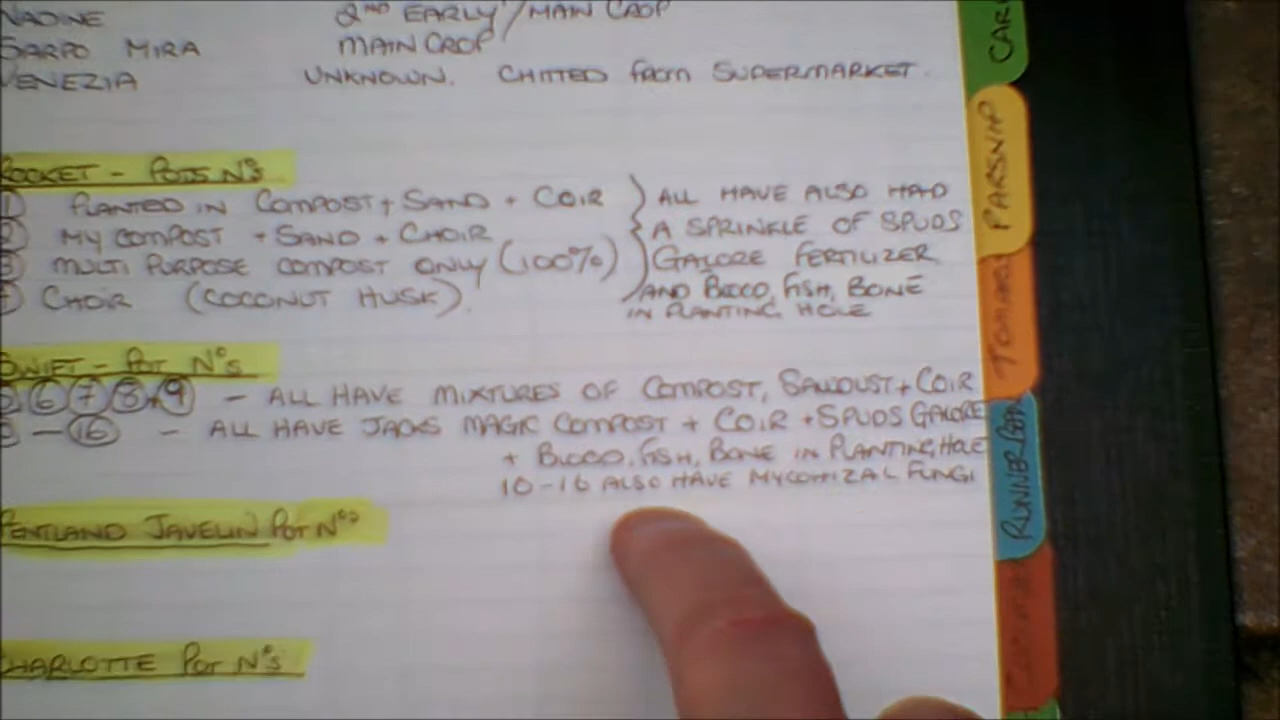 NADINE 2ND EARLY / MAIN CROP
SARPO MIRA MAIN CROP
VENEZIA UNKNOWN. CHITTED from SUPERMARKET.
ROCKET - POTS NºS
1 PLANTED IN COMPOST + SAND + COIR
2 MY COMPOST + SAND + CHOIR
3 MULTI PURPOSE COMPOST ONLY (100%)
CHOIR (COCONUT HUSK).
ALL HAVE ALSO HAD
A SPRINKLE OF SPUDS
GALORE FERTILIZER
AND BLOOD, FISH, BONE
IN PLANTING HOLE
SWIFT - POT NºS
6 7 8 + 9 - ALL HAVE MIXTURES OF COMPOST, SAWDUST + COIR
- 16 - ALL HAVE JACKS MAGIC COMPOST + COIR + SPUDS GALORE
+ BLOOD, FISH, BONE IN PLANTING HOLE
10-16 ALSO HAVE MYCORRIZAL FUNGI
PENTLAND JAVELIN POT NºS
CHARLOTTE POT NºS
CAR
PARSNIP
TOMATO
RUNNER BEAN